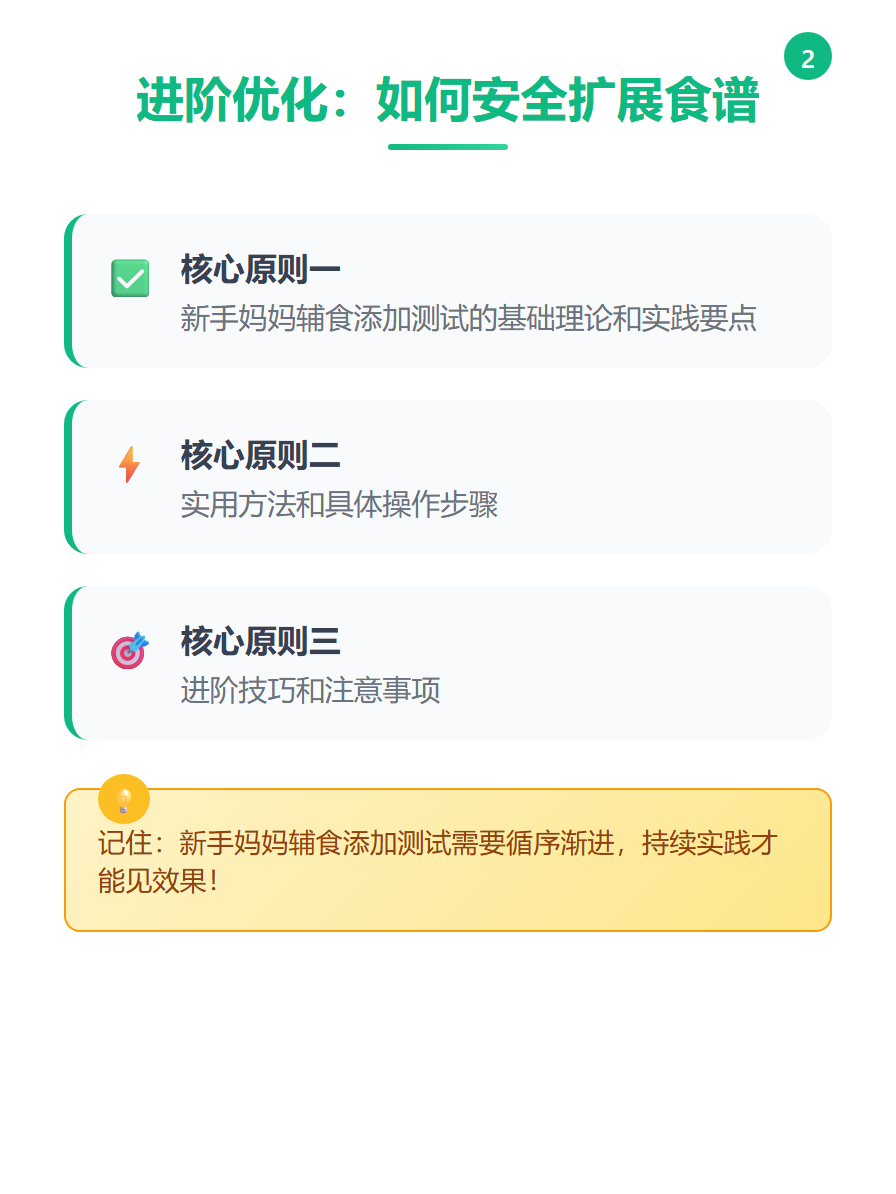 2
进阶优化：如何安全扩展食谱
核心原则一
新手妈妈辅食添加测试的基础理论和实践要点
核心原则二
实用方法和具体操作步骤
核心原则三
进阶技巧和注意事项
记住：新手妈妈辅食添加测试需要循序渐进，持续实践才
能见效果！